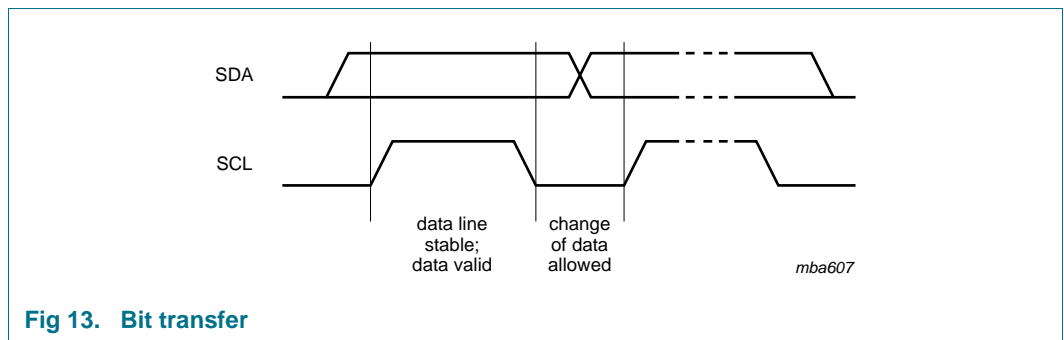 SDA
SCL
data line
stable;
data valid
change
of data
allowed
mba607
Fig 13. Bit transfer